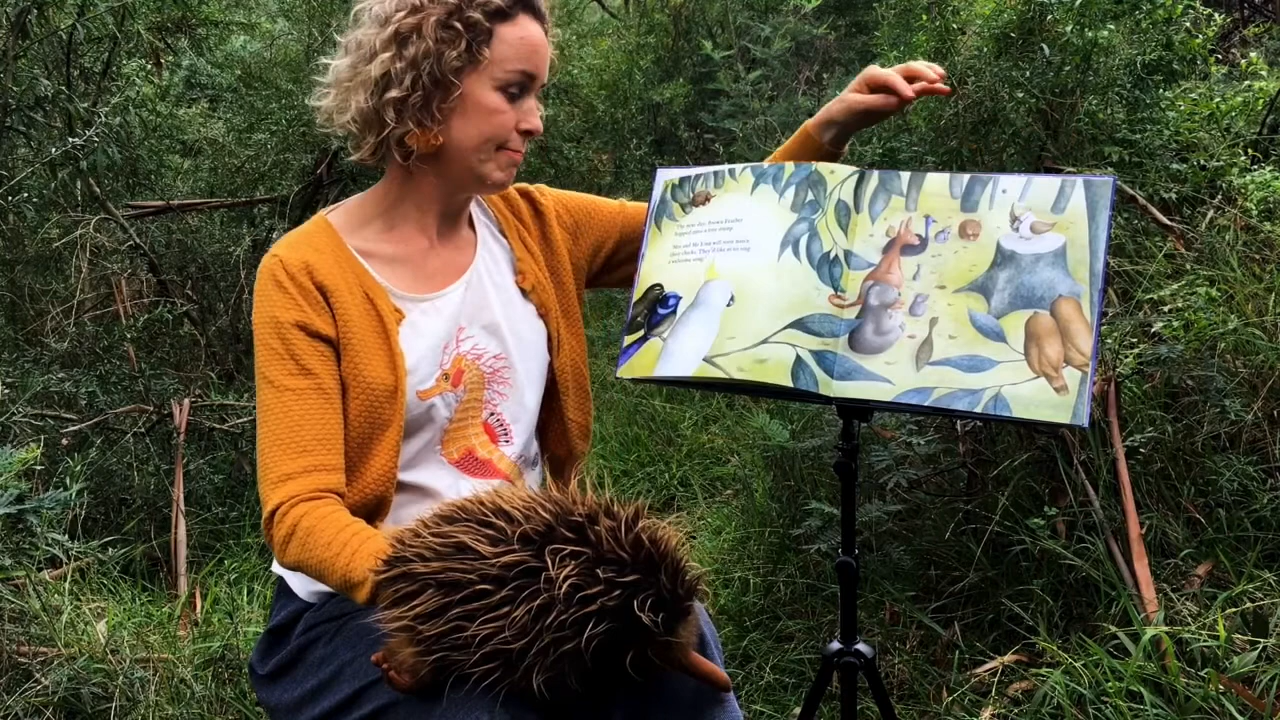 The next day, Brown Feather
hopped onto a tree stump.
"Mrs and Mr Emu will soon
have chicks. They'd like us to sing
a welcome song."